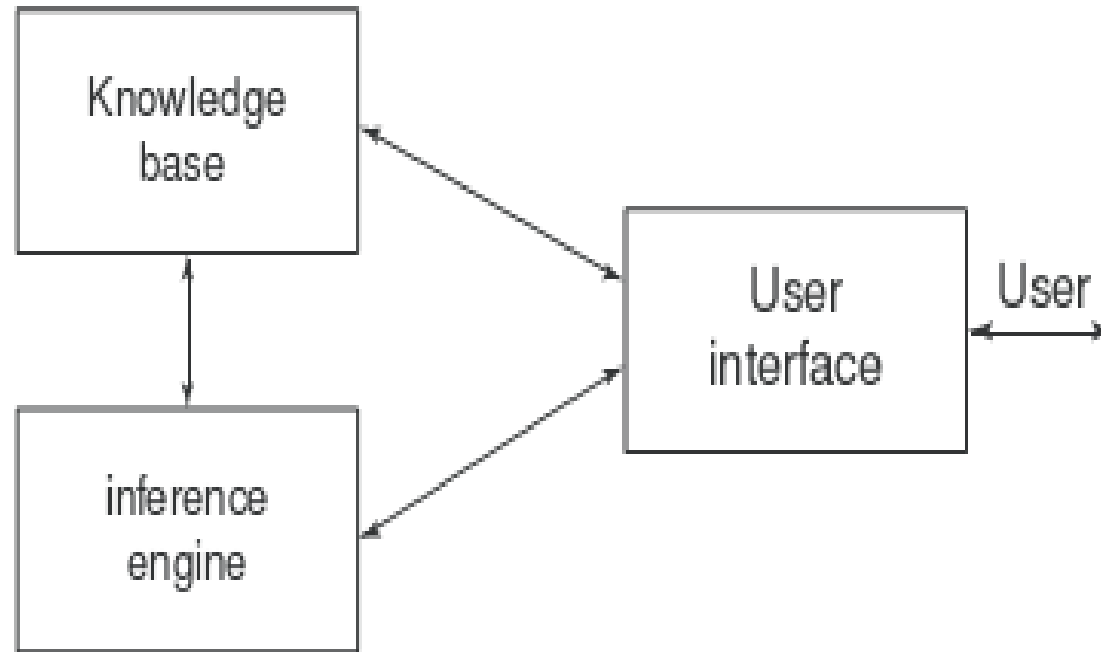 Knowledge
base
User
interface
User
inference
engine